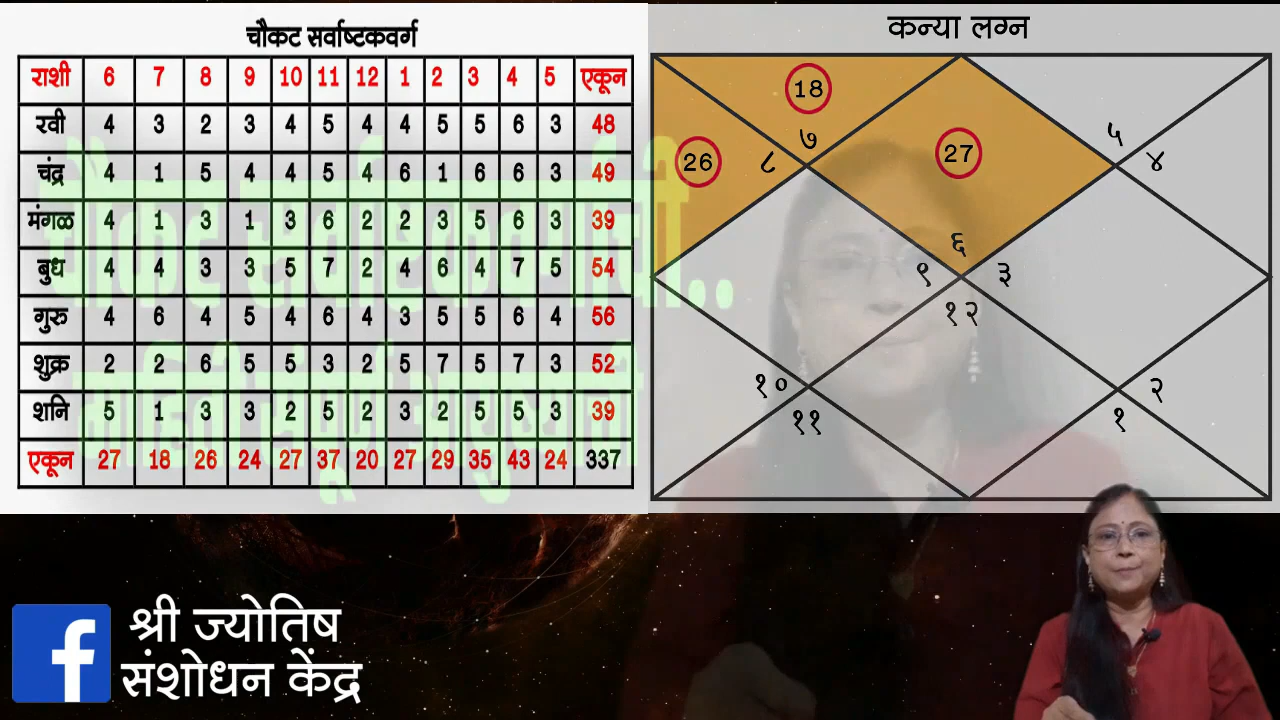 चौकट सर्वाष्टकवर्ग
राशी 6 7 8 9 10 11 12 1 2 3 4 5 एकून
रवी 4 3 2 3 4 5 4 4 5 5 6 3 48
चंद्र 4 1 5 4 4 5 4 6 1 6 6 3 49
मंगळ 4 1 3 1 3 6 2 2 3 5 6 3 39
बुध 4 4 3 3 5 7 2 4 6 4 7 5 54
गुरु 4 6 4 5 4 6 4 3 5 5 6 4 56
शुक्र 2 2 6 5 5 3 2 5 7 5 7 3 52
शनि 5 1 3 3 2 5 2 3 2 5 5 3 39
एकून 27 18 26 24 27 37 20 27 29 35 43 24 337
कन्या लग्न
18
७
26
८
27
५
४
६
९
३
१२
१०
११
२
१
श्री ज्योतिष
संशोधन केंद्र